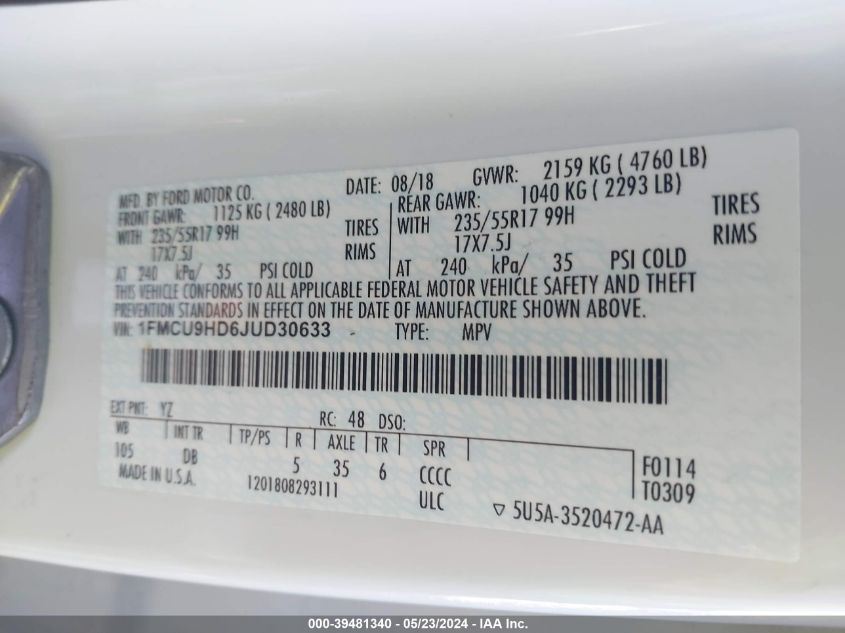 MFD. BY FORD MOTOR CO. DATE: 08/18 GVWR: 2159 KG ( 4760 LB)
FRONT GAWR: 1125 KG ( 2480 LB) REAR GAWR: 1040 KG ( 2293 LB)
WITH 235/55R17 99H TIRES WITH 235/55R17 99H TIRES
17X7.5J RIMS 17X7.5J RIMS
AT 240 kPa/ 35 PSI COLD AT 240 kPa/ 35 PSI COLD
THIS VEHICLE CONFORMS TO ALL APPLICABLE FEDERAL MOTOR VEHICLE SAFETY AND THEFT
PREVENTION STANDARDS IN EFFECT ON THE DATE OF MANUFACTURE SHOWN ABOVE.
VIN: 1FMCU9HD6JUD30633 TYPE: MPV
EXT PNT: YZ RC: 48 DSO:
WB INT TR TP/PS R AXLE TR SPR
105 DB 5 35 6 CCCC F0114
MADE IN U.S.A. 1201808293111 ULC T0309
5U5A-3520472-AA
000-39481340 - 05/23/2024 - IAA Inc.